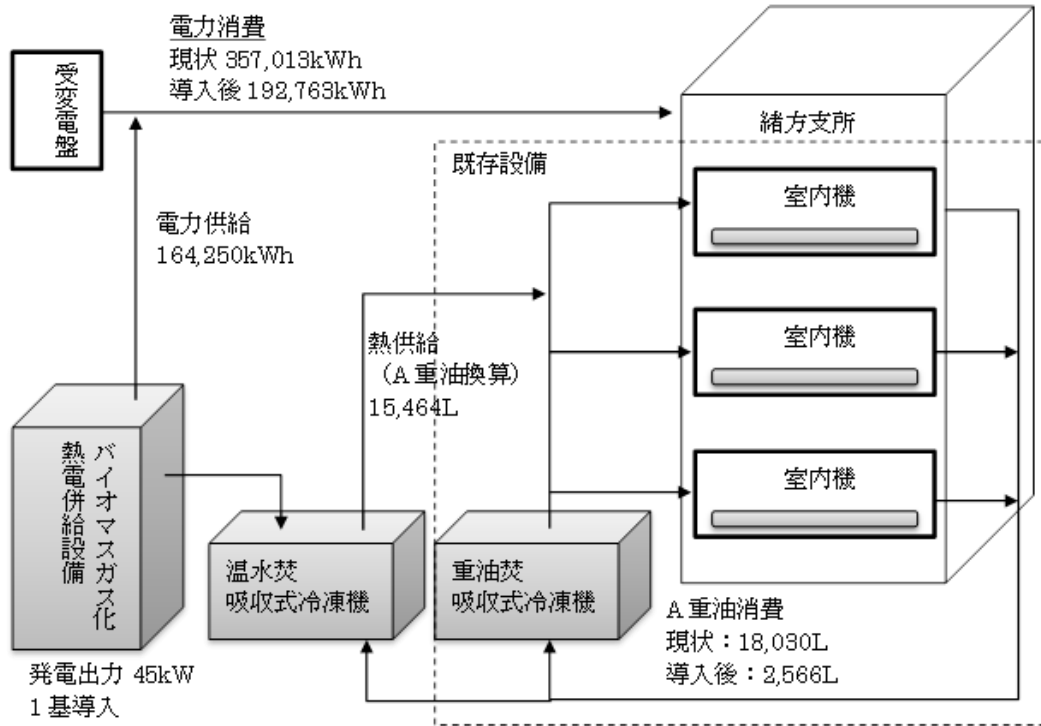 電力消費
現状 357,013kWh
導入後 192,763kWh
受変電盤
緒方支所
既存設備
室内機
電力供給
164,250kWh
室内機
熱供給
（A 重油換算）
15,464L
バイオマスガス化
熱電併給設備
室内機
温水焚
吸収式冷凍機
重油焚
吸収式冷凍機
A 重油消費
現状：18,030L
導入後：2,566L
発電出力 45kW
1 基導入